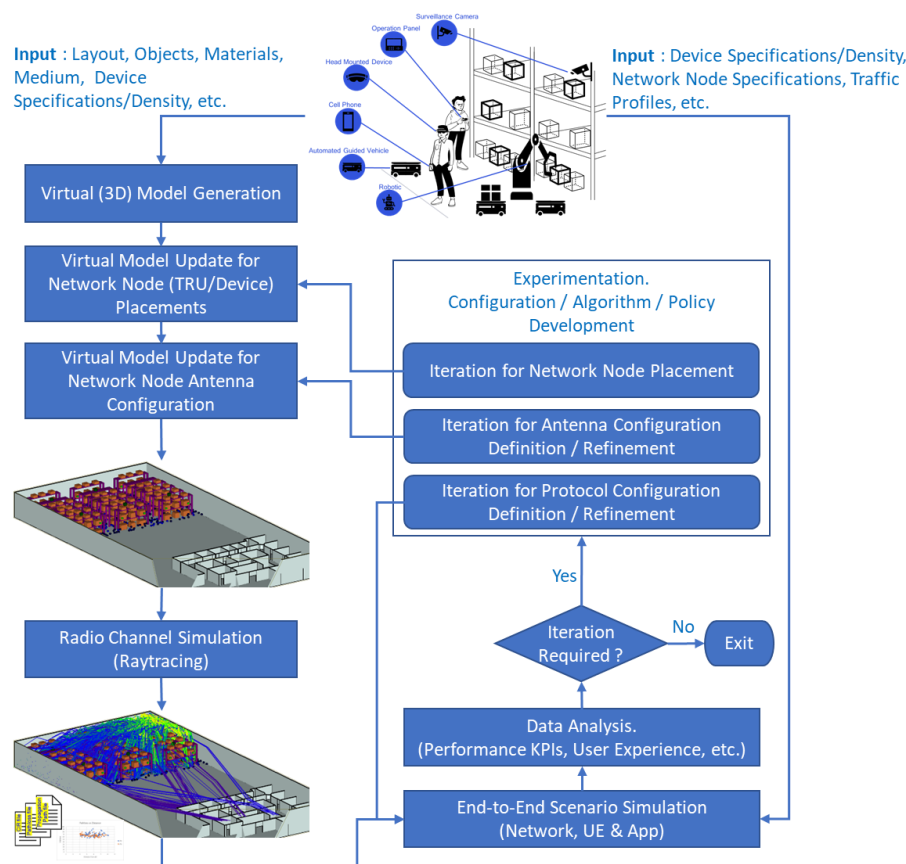 Input : Layout, Objects, Materials,
Medium, Device
Specifications/Density, etc.
Surveillance Camera
Operation Panel
Head Mounted Device
Cell Phone
Automated Guided Vehicle
Robotic
Input : Device Specifications/Density,
Network Node Specifications, Traffic
Profiles, etc.
Virtual (3D) Model Generation
Virtual Model Update for
Network Node (TRU/Device)
Placements
Virtual Model Update for
Network Node Antenna
Configuration
Experimentation.
Configuration / Algorithm / Policy
Development
Iteration for Network Node Placement
Iteration for Antenna Configuration
Definition / Refinement
Iteration for Protocol Configuration
Definition / Refinement
Yes
Iteration
Required ?
No
Exit
Radio Channel Simulation
(Raytracing)
Data Analysis.
(Performance KPIs, User Experience, etc.)
End-to-End Scenario Simulation
(Network, UE & App)